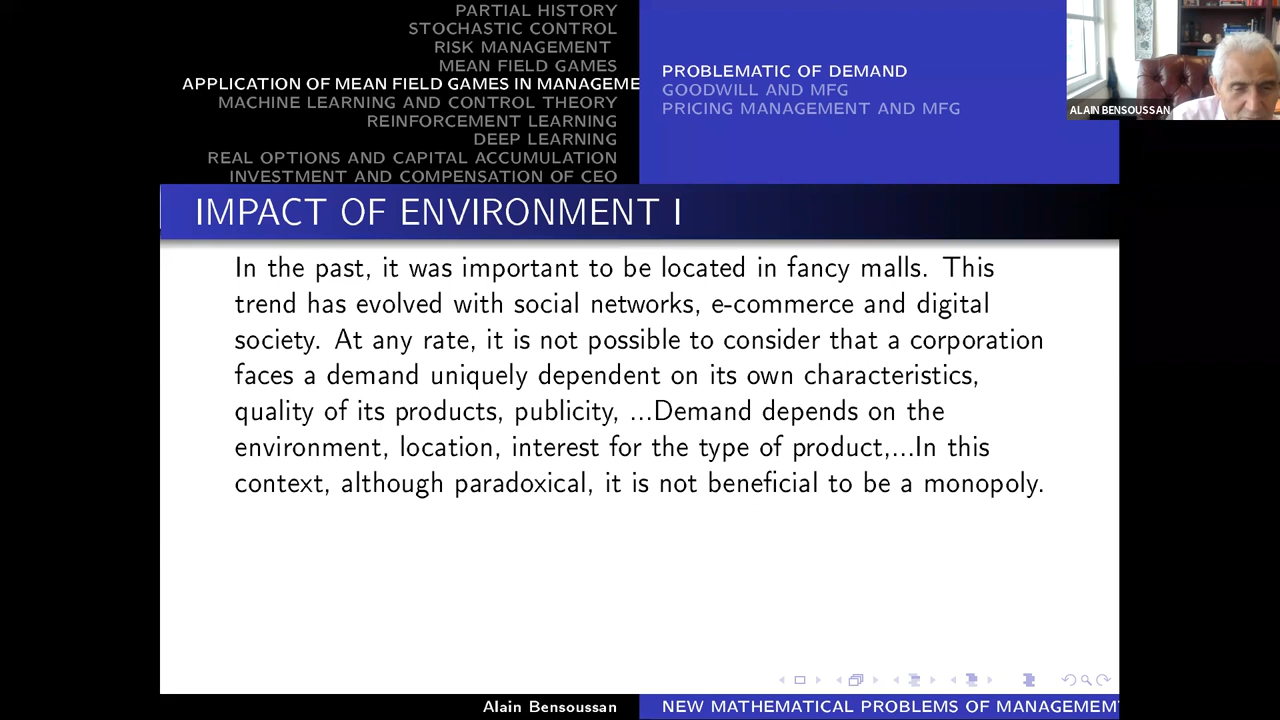 PARTIAL HISTORY
STOCHASTIC CONTROL
RISK MANAGEMENT
MEAN FIELD GAMES
APPLICATION OF MEAN FIELD GAMES IN MANAGEME
MACHINE LEARNING AND CONTROL THEORY
REINFORCEMENT LEARNING
DEEP LEARNING
REAL OPTIONS AND CAPITAL ACCUMULATION
INVESTMENT AND COMPENSATION OF CEO
PROBLEMATIC OF DEMAND
GOODWILL AND MFG
PRICING MANAGEMENT AND MFG
ALAIN BENSOUSSAN
IMPACT OF ENVIRONMENT I
In the past, it was important to be located in fancy malls. This
trend has evolved with social networks, e-commerce and digital
society. At any rate, it is not possible to consider that a corporation
faces a demand uniquely dependent on its own characteristics,
quality of its products, publicity, ...Demand depends on the
environment, location, interest for the type of product,...In this
context, although paradoxical, it is not beneficial to be a monopoly.
Alain Bensoussan
NEW MATHEMATICAL PROBLEMS OF MANAGEMENT